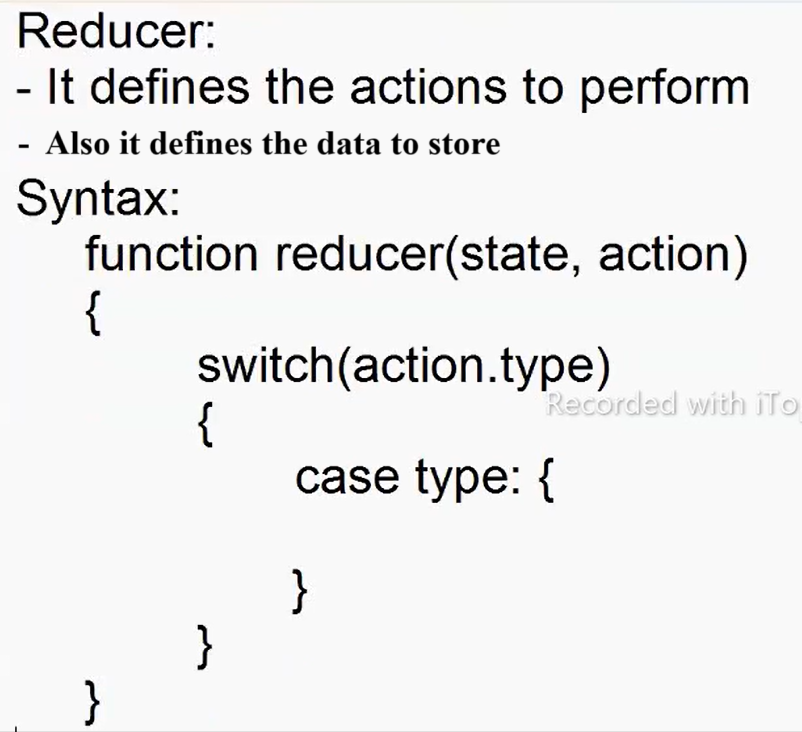 Reducer:
- It defines the actions to perform
- Also it defines the data to store
Syntax:
function reducer(state, action)
{
switch(action.type)
Recorded with iTo
{
case type: {
}
}
}